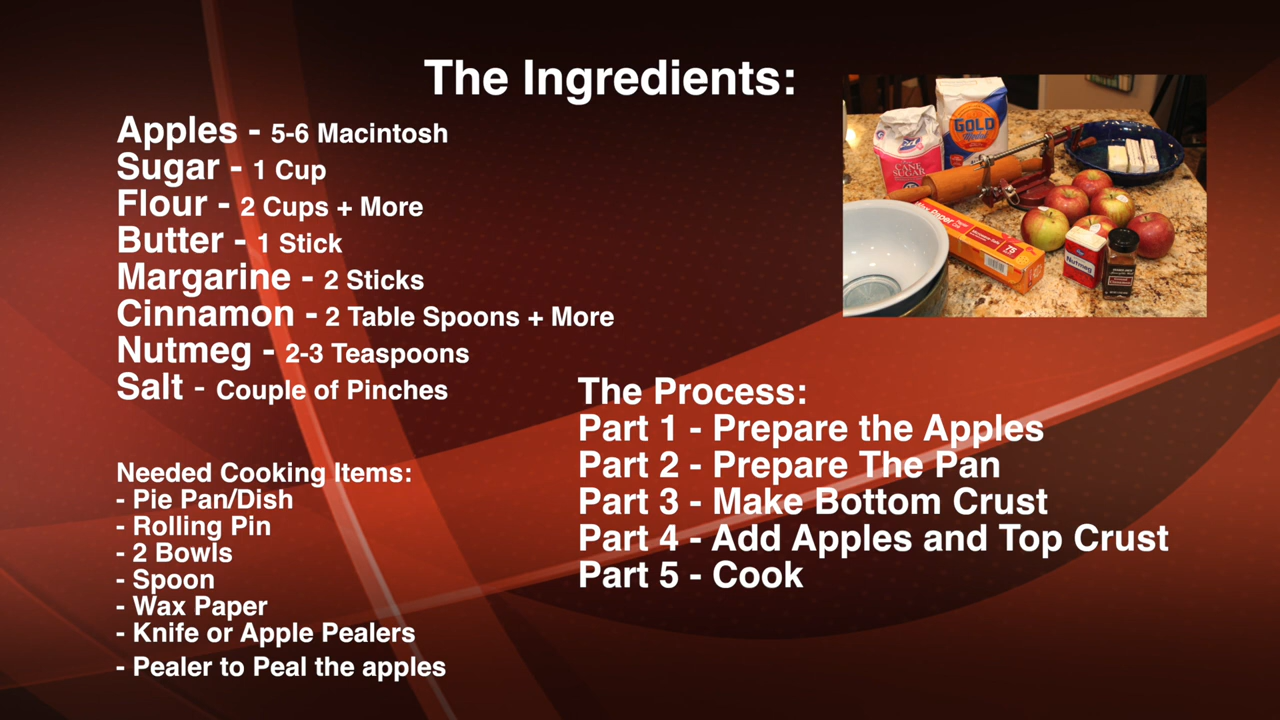 The Ingredients:
Apples - 5-6 Macintosh
Sugar - 1 Cup
Flour - 2 Cups + More
Butter - 1 Stick
Margarine - 2 Sticks
Cinnamon - 2 Table Spoons + More
Nutmeg - 2-3 Teaspoons
Salt - Couple of Pinches
Needed Cooking Items:
- Pie Pan/Dish
- Rolling Pin
- 2 Bowls
- Spoon
- Wax Paper
- Knife or Apple Pealers
- Pealer to Peal the apples
GOLD
CANE
SUGAR
Wax Paper
75
Nutmeg
The Process:
Part 1 - Prepare the Apples
Part 2 - Prepare The Pan
Part 3 - Make Bottom Crust
Part 4 - Add Apples and Top Crust
Part 5 - Cook